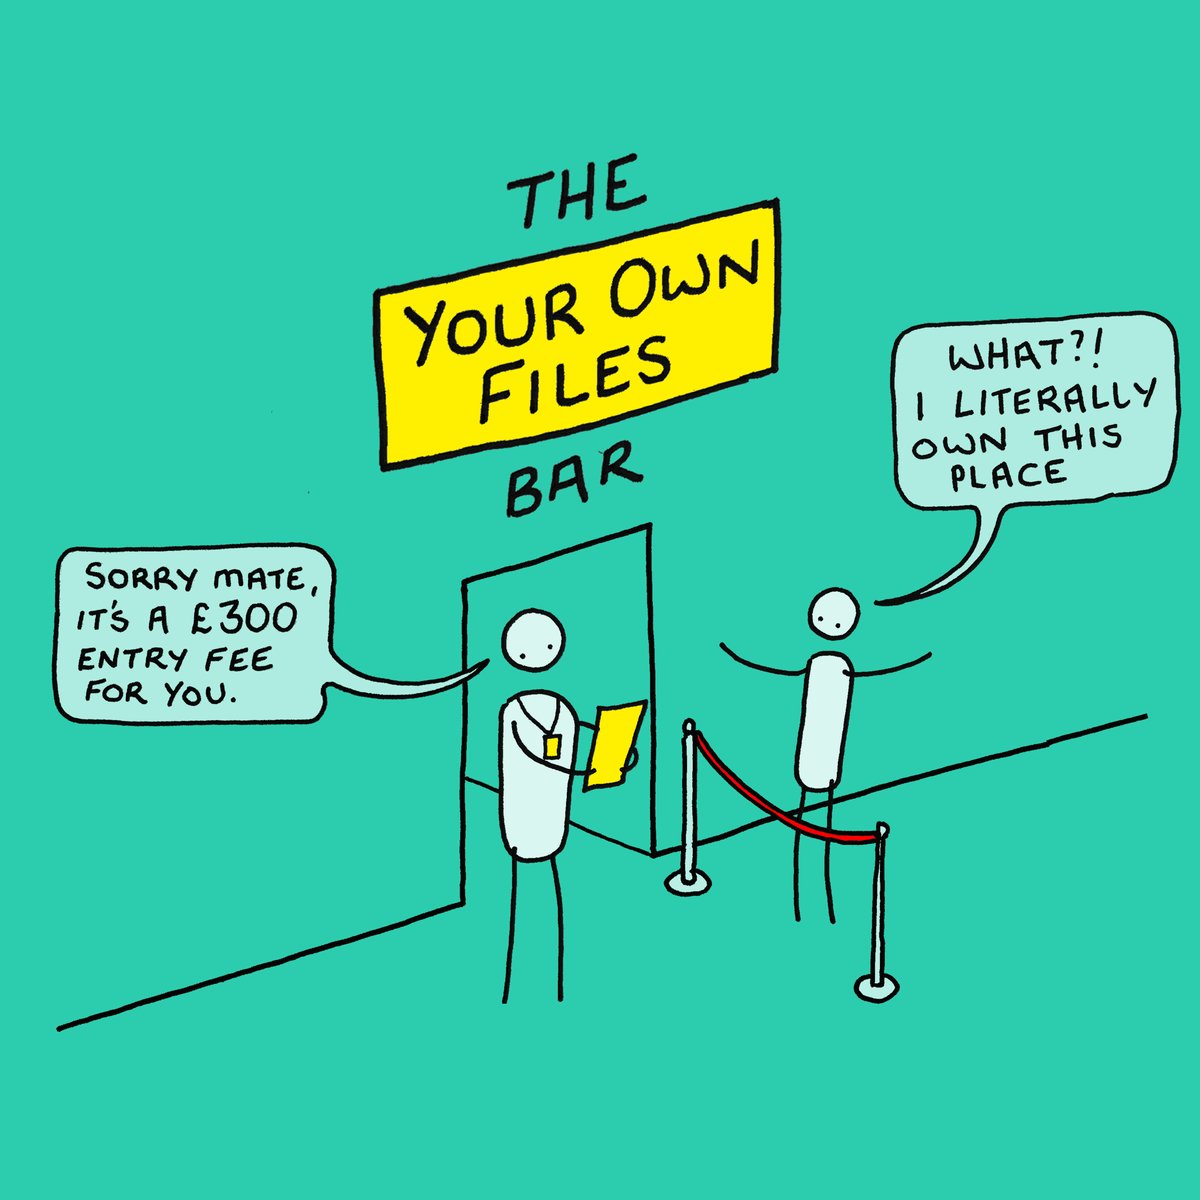 THE
YOUR OWN
FILES
BAR
WHAT?!
I LITERALLY
OWN THIS
PLACE
SORRY MATE,
IT'S A £300
ENTRY FEE
FOR YOU.